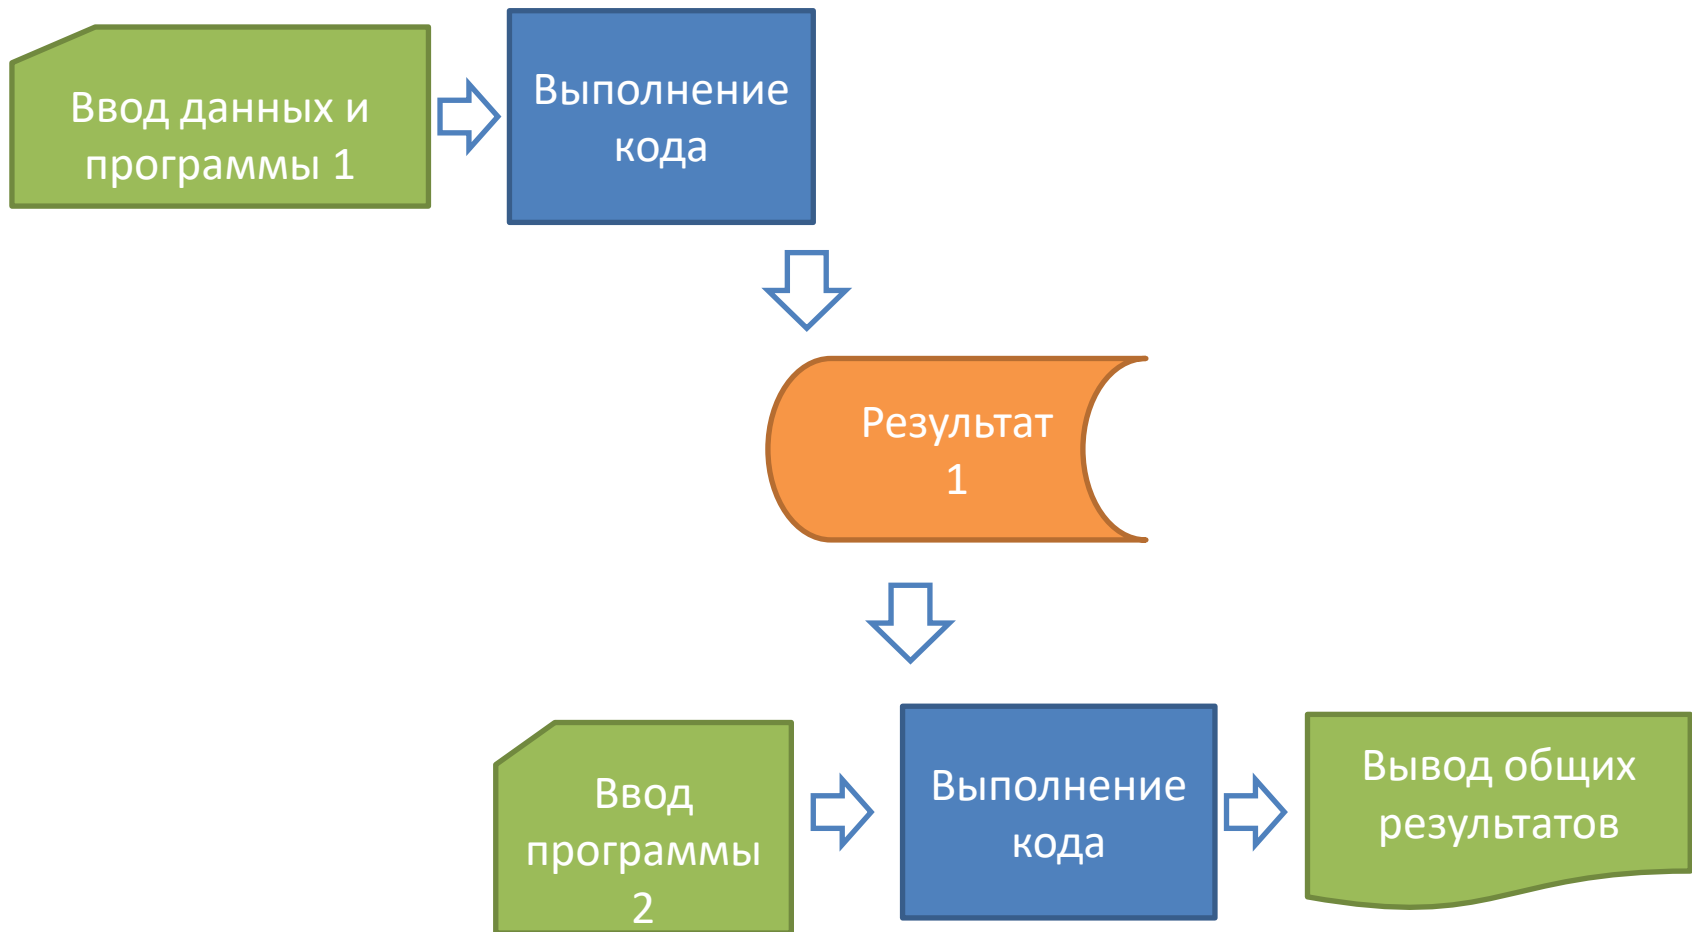 Ввод данных и
программы 1
Выполнение
кода
Результат
1
Ввод
программы
2
Выполнение
кода
Вывод общих
результатов